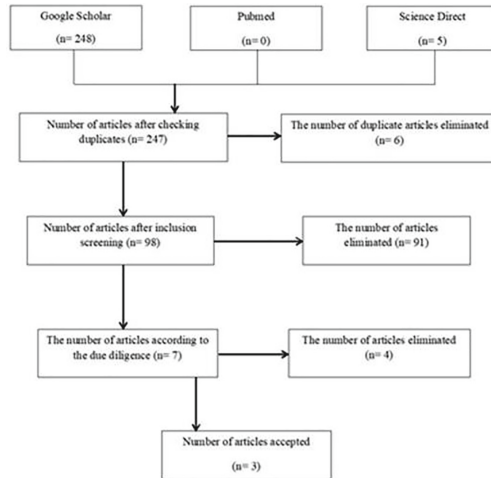 Google Scholar
(n= 248)
Pubmed
(n= 0)
Science Direct
(n= 5)
Number of articles after checking
duplicates (n= 247)
The number of duplicate articles eliminated
(n= 6)
Number of articles after inclusion
screening (n= 98)
The number of articles
eliminated (n= 91)
The number of articles according to
the due diligence (n= 7)
The number of articles eliminated
(n= 4)
Number of articles accepted
(n= 3)